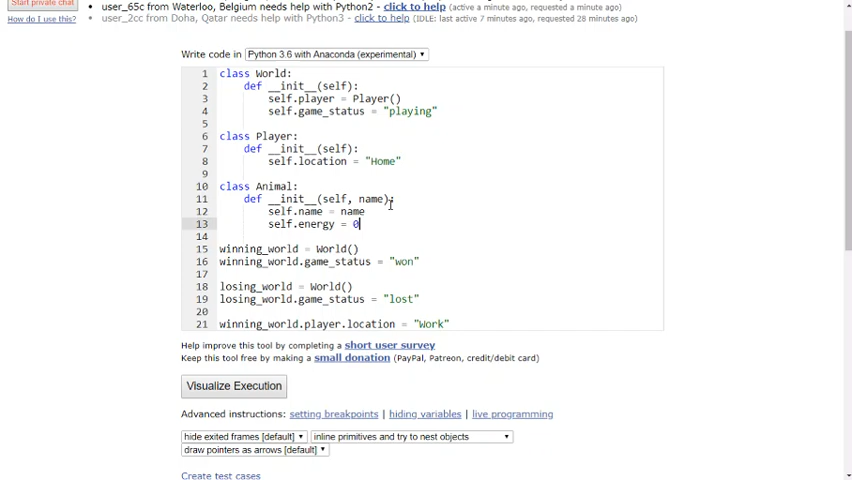 Start private chat
How do I use this?
user_65c from Waterloo, Belgium needs help with Python2 - click to help (active a minute ago, requested a minute ago)
user_2cc from Doha, Qatar needs help with Python3 - click to help (IDLE: last active 7 minutes ago, requested 28 minutes ago)
Write code in Python 3.6 with Anaconda (experimental)
1 class World:
2 def __init__(self):
3 self.player = Player()
4 self.game_status = "playing"
5
6 class Player:
7 def __init__(self):
8 self.location = "Home"
9
10 class Animal:
11 def __init__(self, name):
12 self.name = name
13 self.energy = 0
14
15 winning_world = World()
16 winning_world.game_status = "won"
17
18 losing_world = World()
19 losing_world.game_status = "lost"
20
21 winning_world.player.location = "Work"
Help improve this tool by completing a short user survey
Keep this tool free by making a small donation (PayPal, Patreon, credit/debit card)
Visualize Execution
Advanced instructions: setting breakpoints | hiding variables | live programming
hide exited frames [default] inline primitives and try to nest objects
draw pointers as arrows [default]
Create test cases